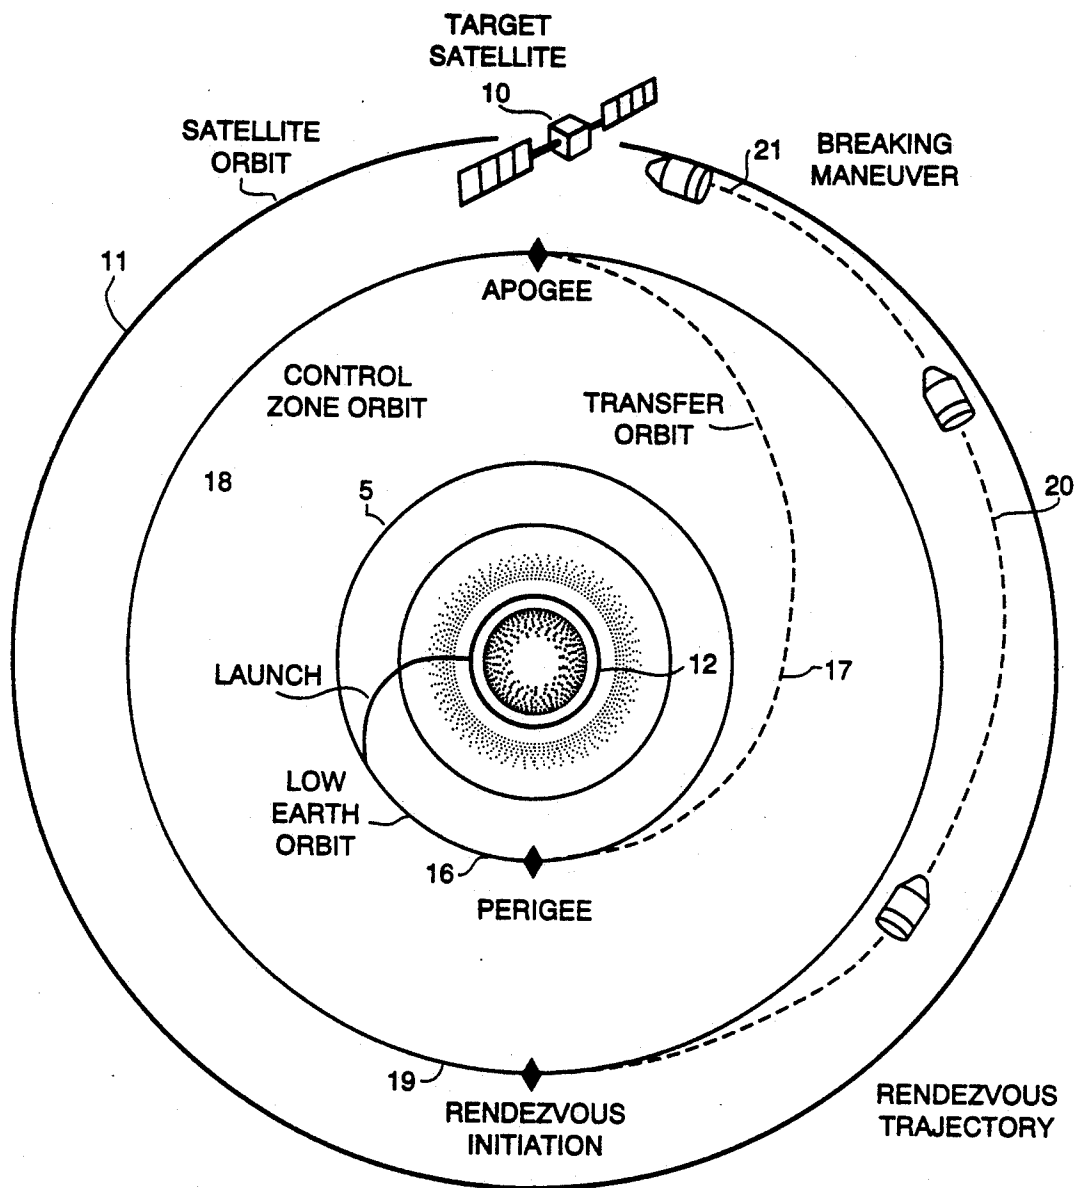 TARGET
SATELLITE
10
SATELLITE
ORBIT
21
BREAKING
MANEUVER
11
APOGEE
CONTROL
ZONE ORBIT
TRANSFER
ORBIT
18
5
20
LAUNCH
12
17
LOW
EARTH
ORBIT
16
PERIGEE
19
RENDEZVOUS
INITIATION
RENDEZVOUS
TRAJECTORY